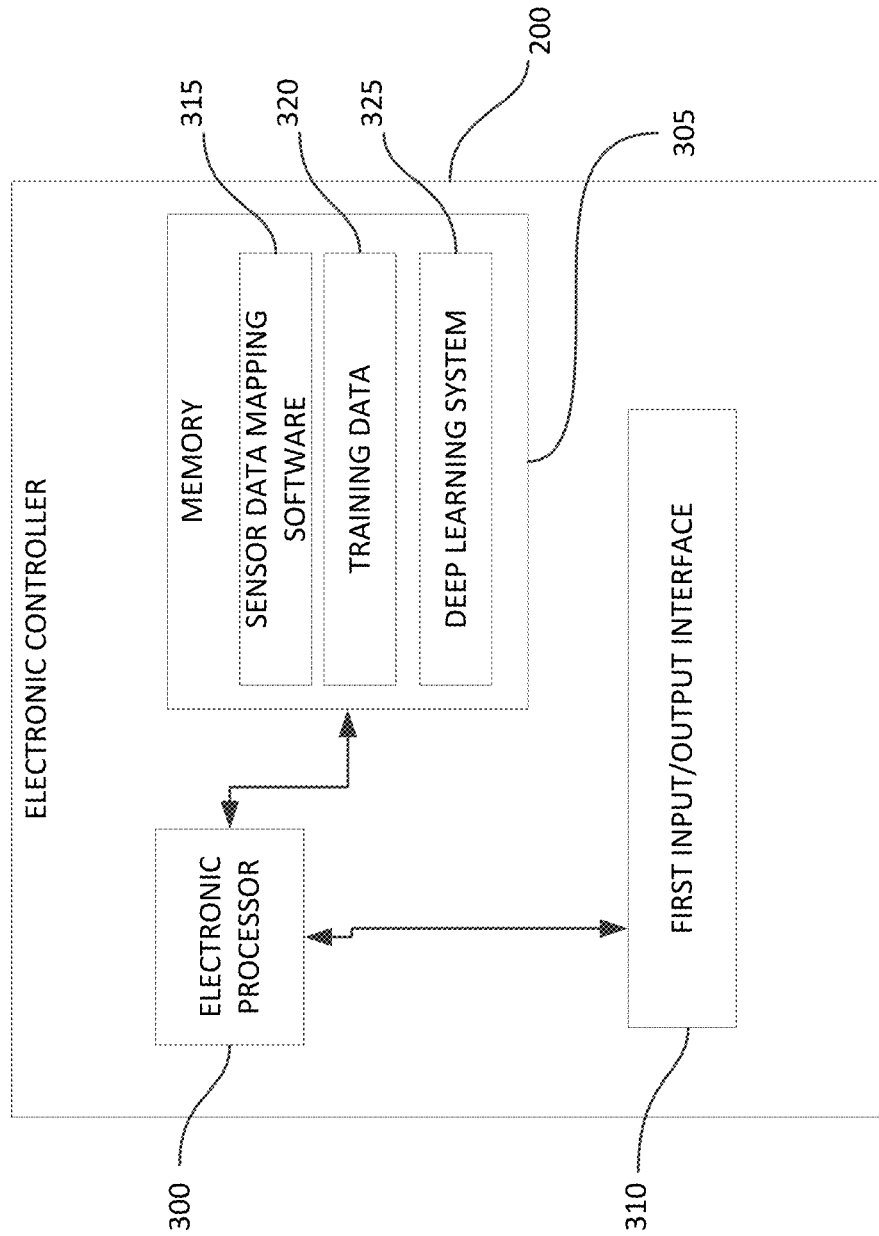 ELECTRONIC CONTROLLER
ELECTRONIC
PROCESSOR
300
MEMORY
SENSOR DATA MAPPING
SOFTWARE
315
TRAINING DATA
320
DEEP LEARNING SYSTEM
325
305
200
FIRST INPUT/OUTPUT INTERFACE
310